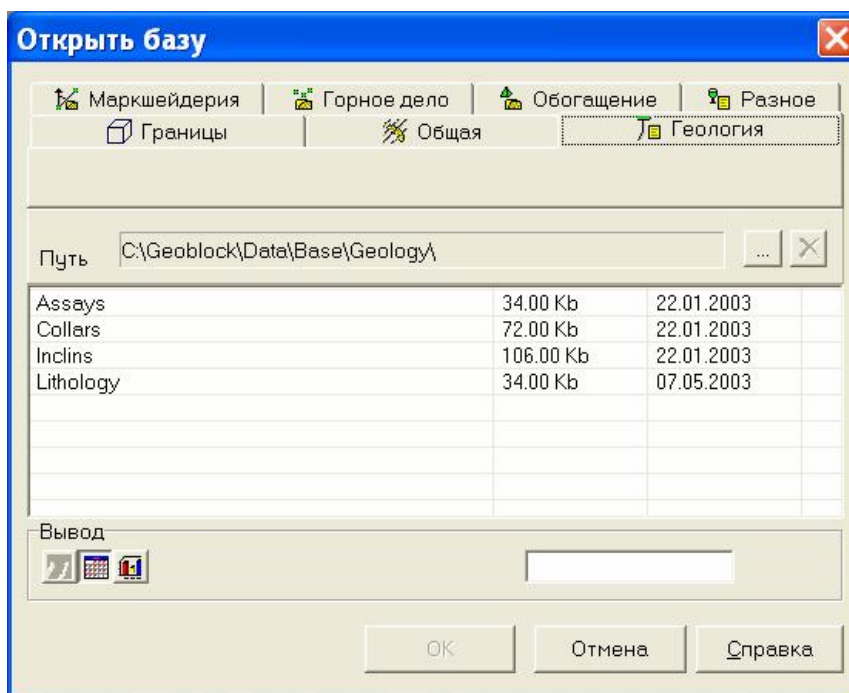 Открыть базу
Маркшейдерия Горное дело Обогащение Разное
Границы Общая Геология
Путь C:\Geoblock\Data\Base\Geology\ ...
Assays 34.00 Kb 22.01.2003
Collars 72.00 Kb 22.01.2003
Inclins 106.00 Kb 22.01.2003
Lithology 34.00 Kb 07.05.2003
Вывод
OK Отмена Справка